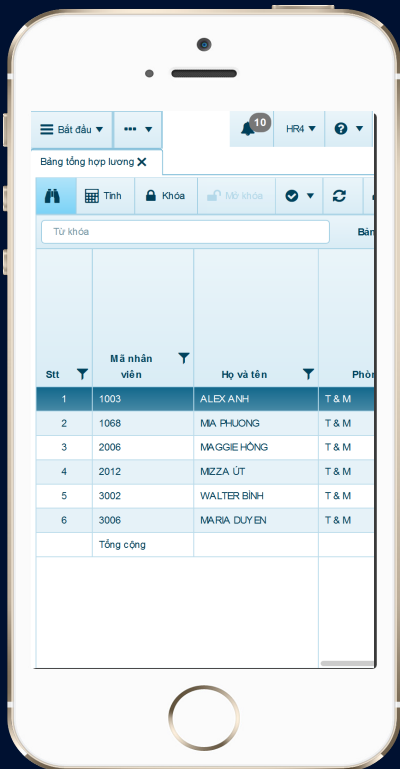 Bắt đầu
10
HR4
Bảng tổng hợp lương
Tính Khóa Mở khóa
Từ khóa
Bản
Stt Mã nhân viên Họ và tên Phòn
1 1003 ALEX ANH T & M
2 1068 MIA PHUONG T & M
3 2006 MAGGIE HỒNG T & M
4 2012 MIZZA ÚT T & M
5 3002 WALTER BÌNH T & M
6 3006 MARIA DUYEN T & M
Tổng cộng